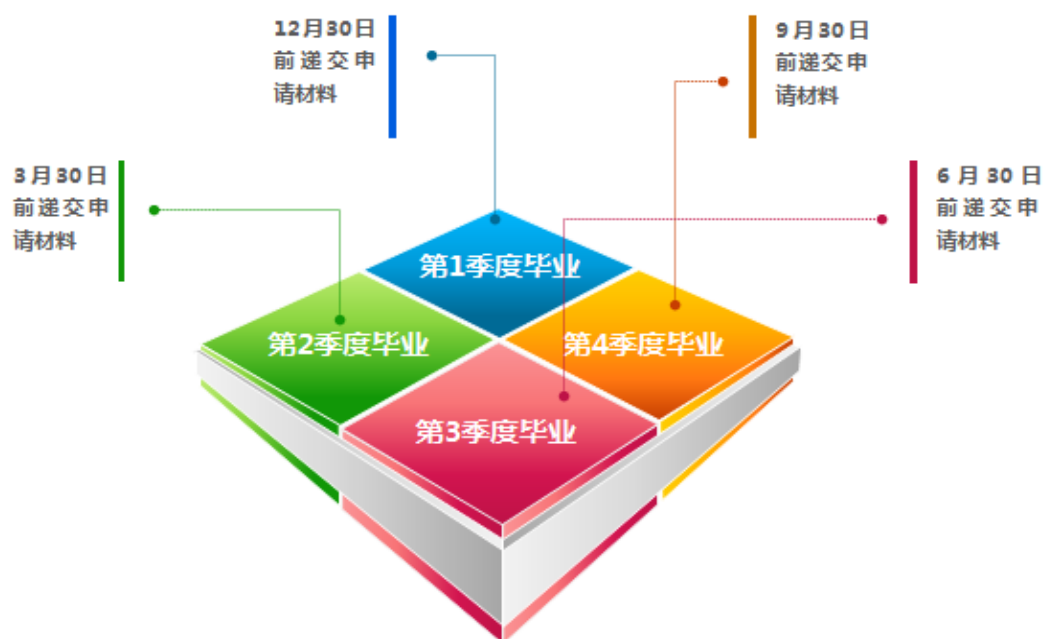 12月30日
前递交申
请材料
9月30日
前递交申
请材料
3月30日
前递交申
请材料
6月30日
前递交申
请材料
第1季度毕业
第2季度毕业
第4季度毕业
第3季度毕业